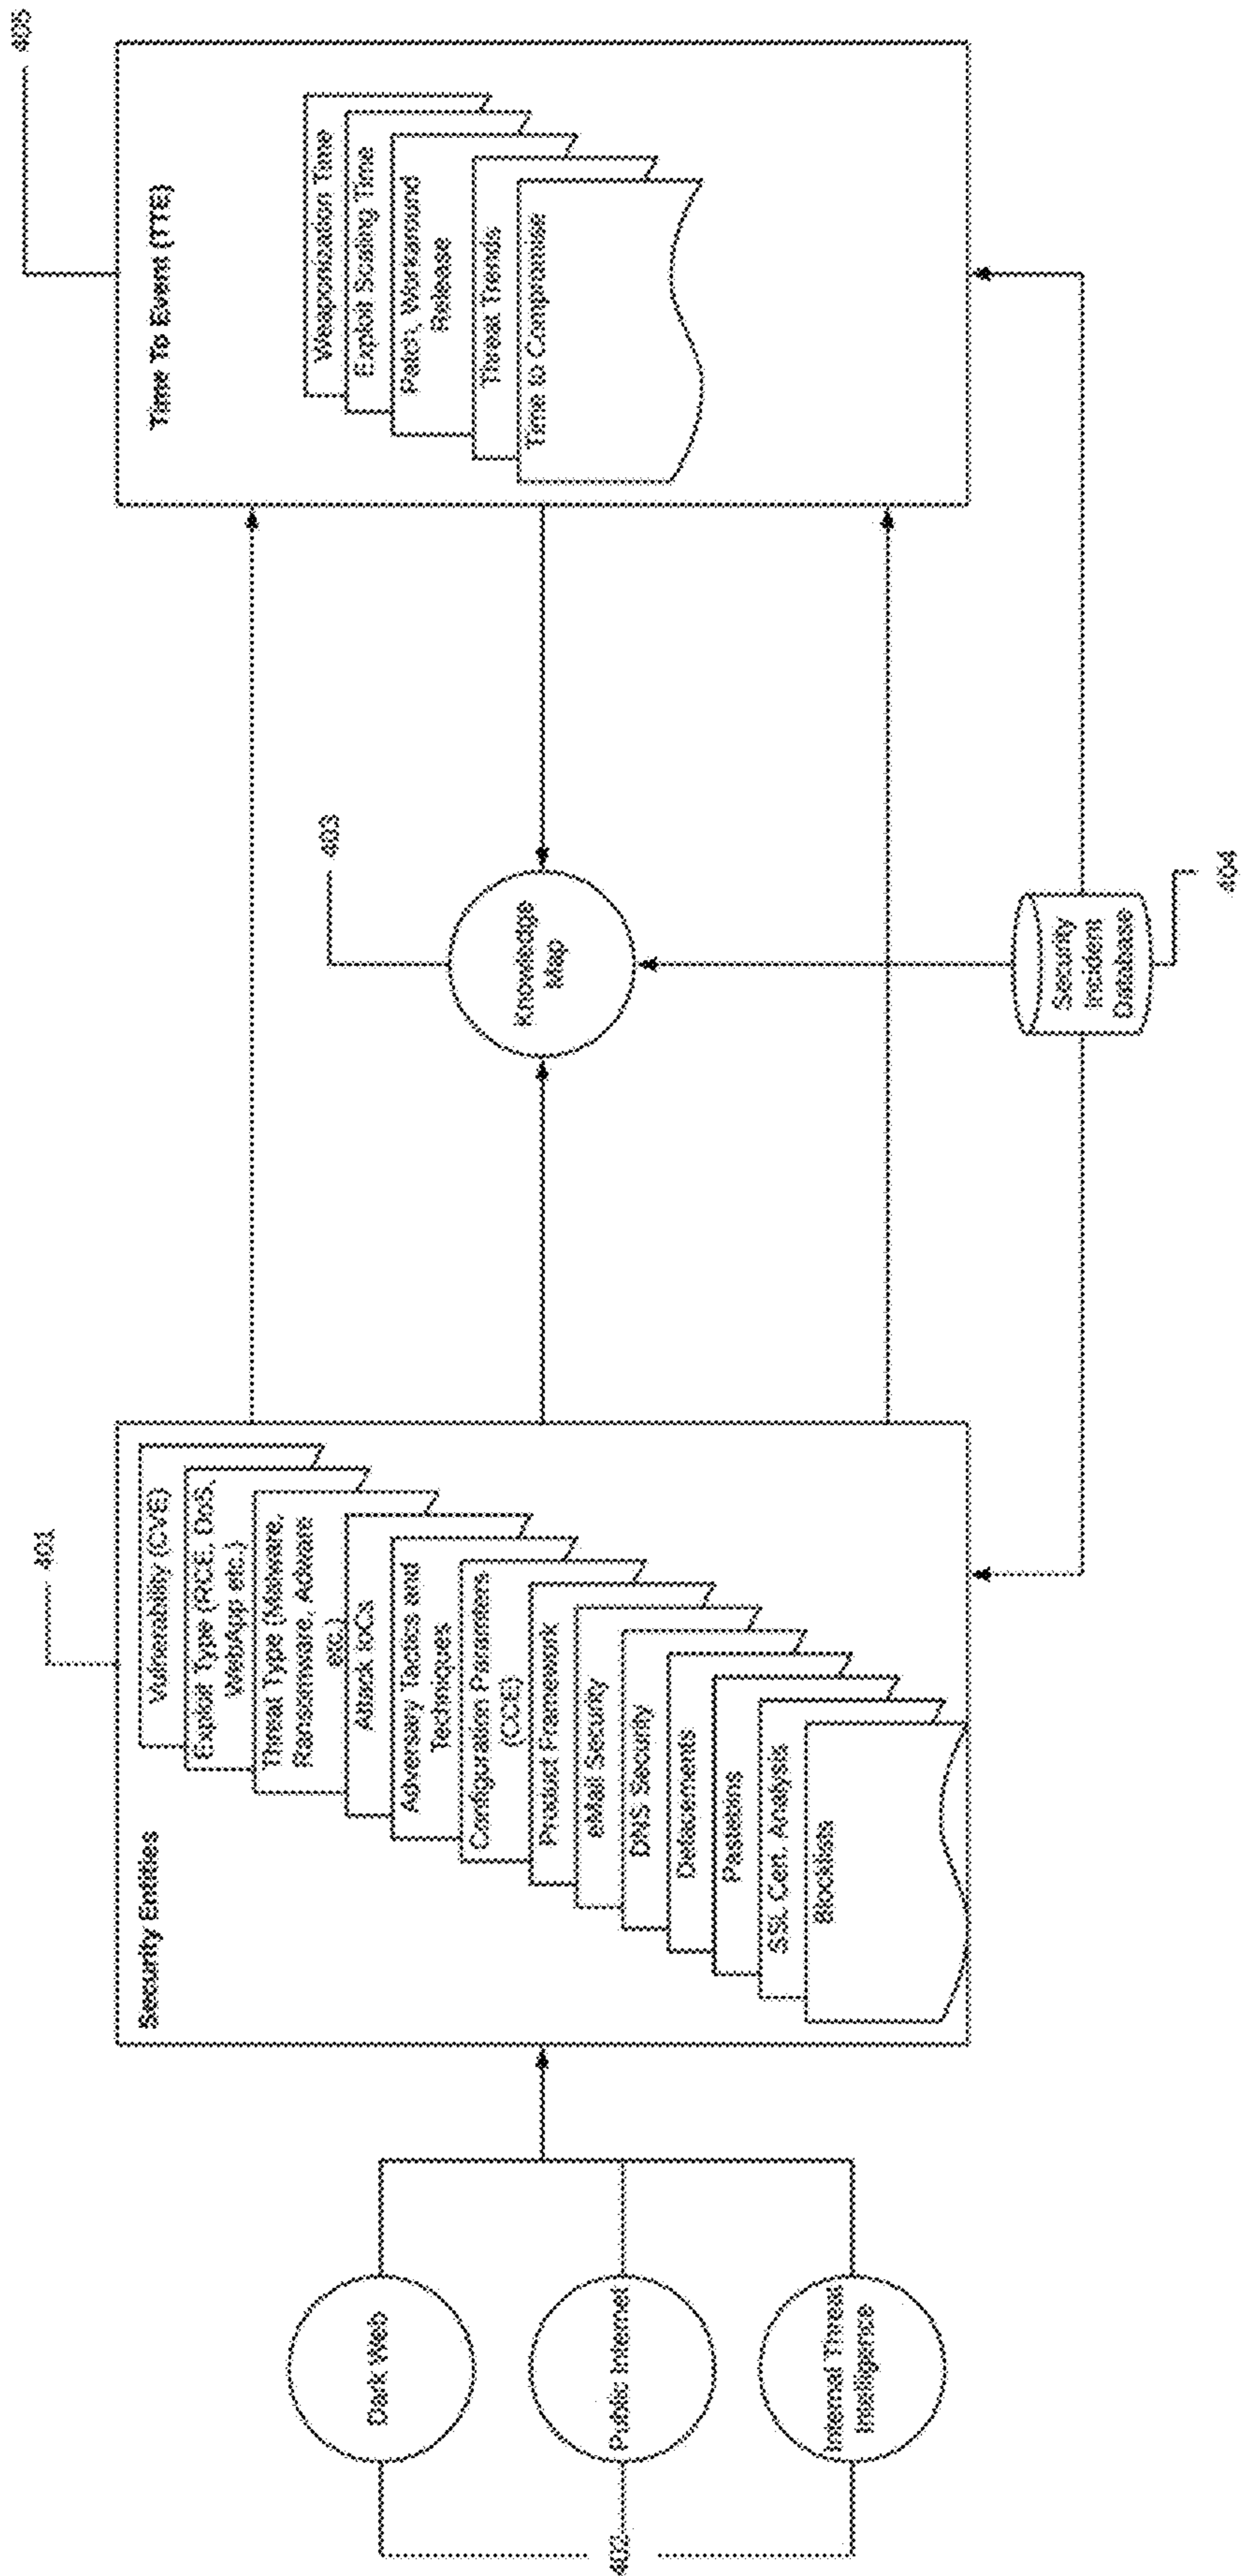 401
405
Security Entities
Vulnerability (CVE)
Exploit Type (RCE, DoS,
WebApp etc.)
Threat Type (Malware,
Ransomware, Adware
etc.)
Attack IOCs
Adversary Tactics and
Techniques
Configuration Parameters
(CCE)
Product Framework
eMail Security
DNS Security
Defacements
Pastebins
SSL Cert. Analysis
Blocklists
Time To Event (TTE)
Weaponization Time
Exploit Scaling Time
Patch, Workaround
Release
Threat Trends
Time to Compromise
403
Knowledge
Map
Dark Web
Public Internet
Internal Threat
Intelligence
402
Security
Incident
Database
404